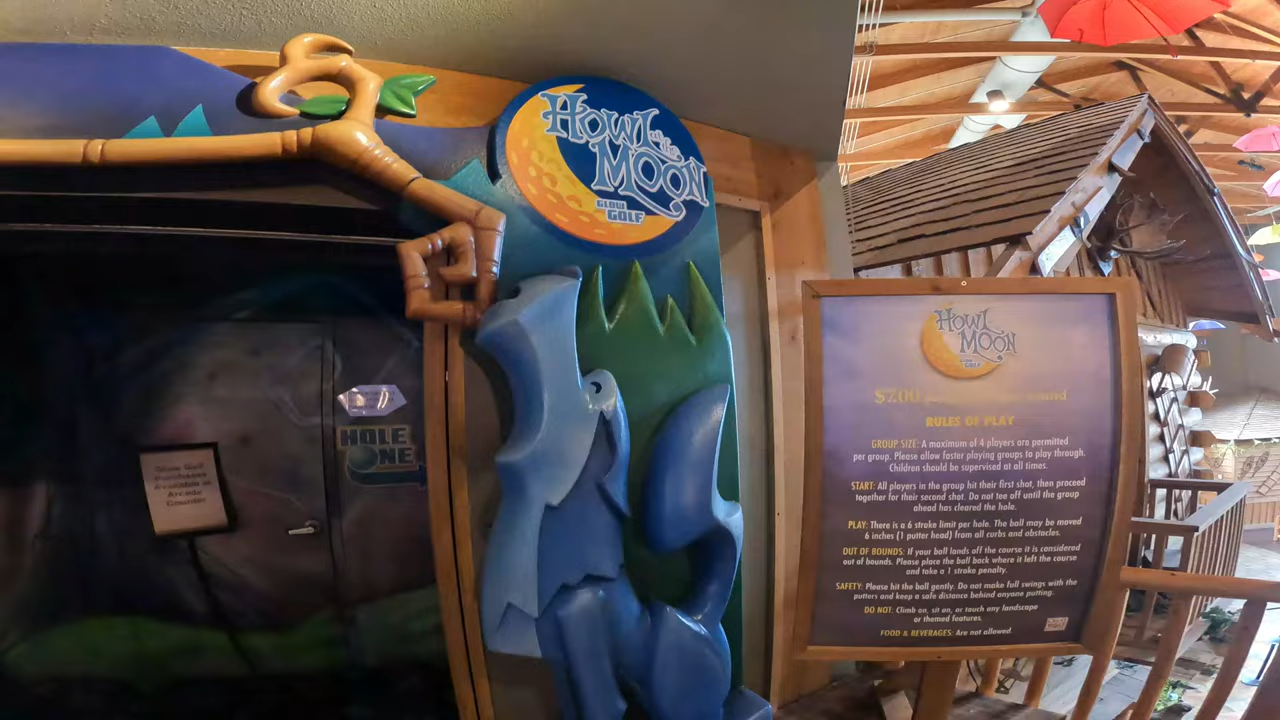 HOWL
at the
MOON
GLOW
GOLF
HOLE
ONE
Glow Golf
Purchases
Available at
Arcade
Counter
HOWL
MOON
GOLF
RULES OF PLAY
GROUP SIZE: A maximum of 4 players are permitted
per group. Please allow faster playing groups to play through.
Children should be supervised at all times.
START: All players in the group hit their first shot, then proceed
together for their second shot. Do not tee off until the group
ahead has cleared the hole.
PLAY: There is a 6 stroke limit per hole. The ball may be moved
6 inches (1 putter head) from all curbs and obstacles.
OUT OF BOUNDS: If your ball lands off the course it is considered
out of bounds. Please place the ball back where it left the course
and take a 1 stroke penalty.
SAFETY: Please hit the ball gently. Do not make full swings with the
putters and keep a safe distance behind anyone putting.
DO NOT: Climb on, sit on, or touch any landscape
or themed features.
FOOD & BEVERAGES: Are not allowed.